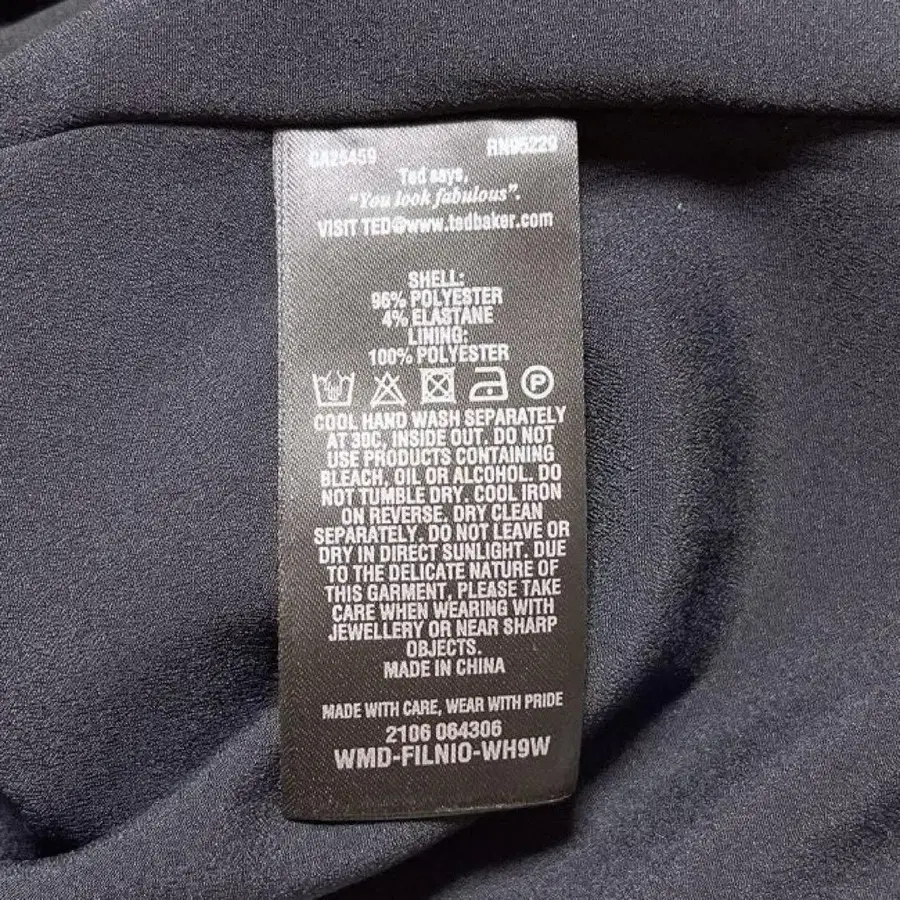 CA25459 RN95229
Ted says,
"You look fabulous".
VISIT TED@www.tedbaker.com
SHELL:
96% POLYESTER
4% ELASTANE
LINING:
100% POLYESTER
P
COOL HAND WASH SEPARATELY
AT 30C, INSIDE OUT. DO NOT
USE PRODUCTS CONTAINING
BLEACH, OIL OR ALCOHOL. DO
NOT TUMBLE DRY. COOL IRON
ON REVERSE. DRY CLEAN
SEPARATELY. DO NOT LEAVE OR
DRY IN DIRECT SUNLIGHT. DUE
TO THE DELICATE NATURE OF
THIS GARMENT, PLEASE TAKE
CARE WHEN WEARING WITH
JEWELLERY OR NEAR SHARP
OBJECTS.
MADE IN CHINA
MADE WITH CARE, WEAR WITH PRIDE
2106 064306
WMD-FILNIO-WH9W